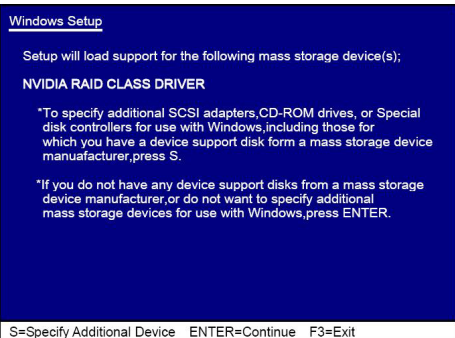 Windows Setup
Setup will load support for the following mass storage device(s);
NVIDIA RAID CLASS DRIVER
*To specify additional SCSI adapters,CD-ROM drives, or Special
disk controllers for use with Windows,including those for
which you have a device support disk form a mass storage device
manuafacturer,press S.
*If you do not have any device support disks from a mass storage
device manufacturer,or do not want to specify additional
mass storage devices for use with Windows,press ENTER.
S=Specify Additional Device ENTER=Continue F3=Exit